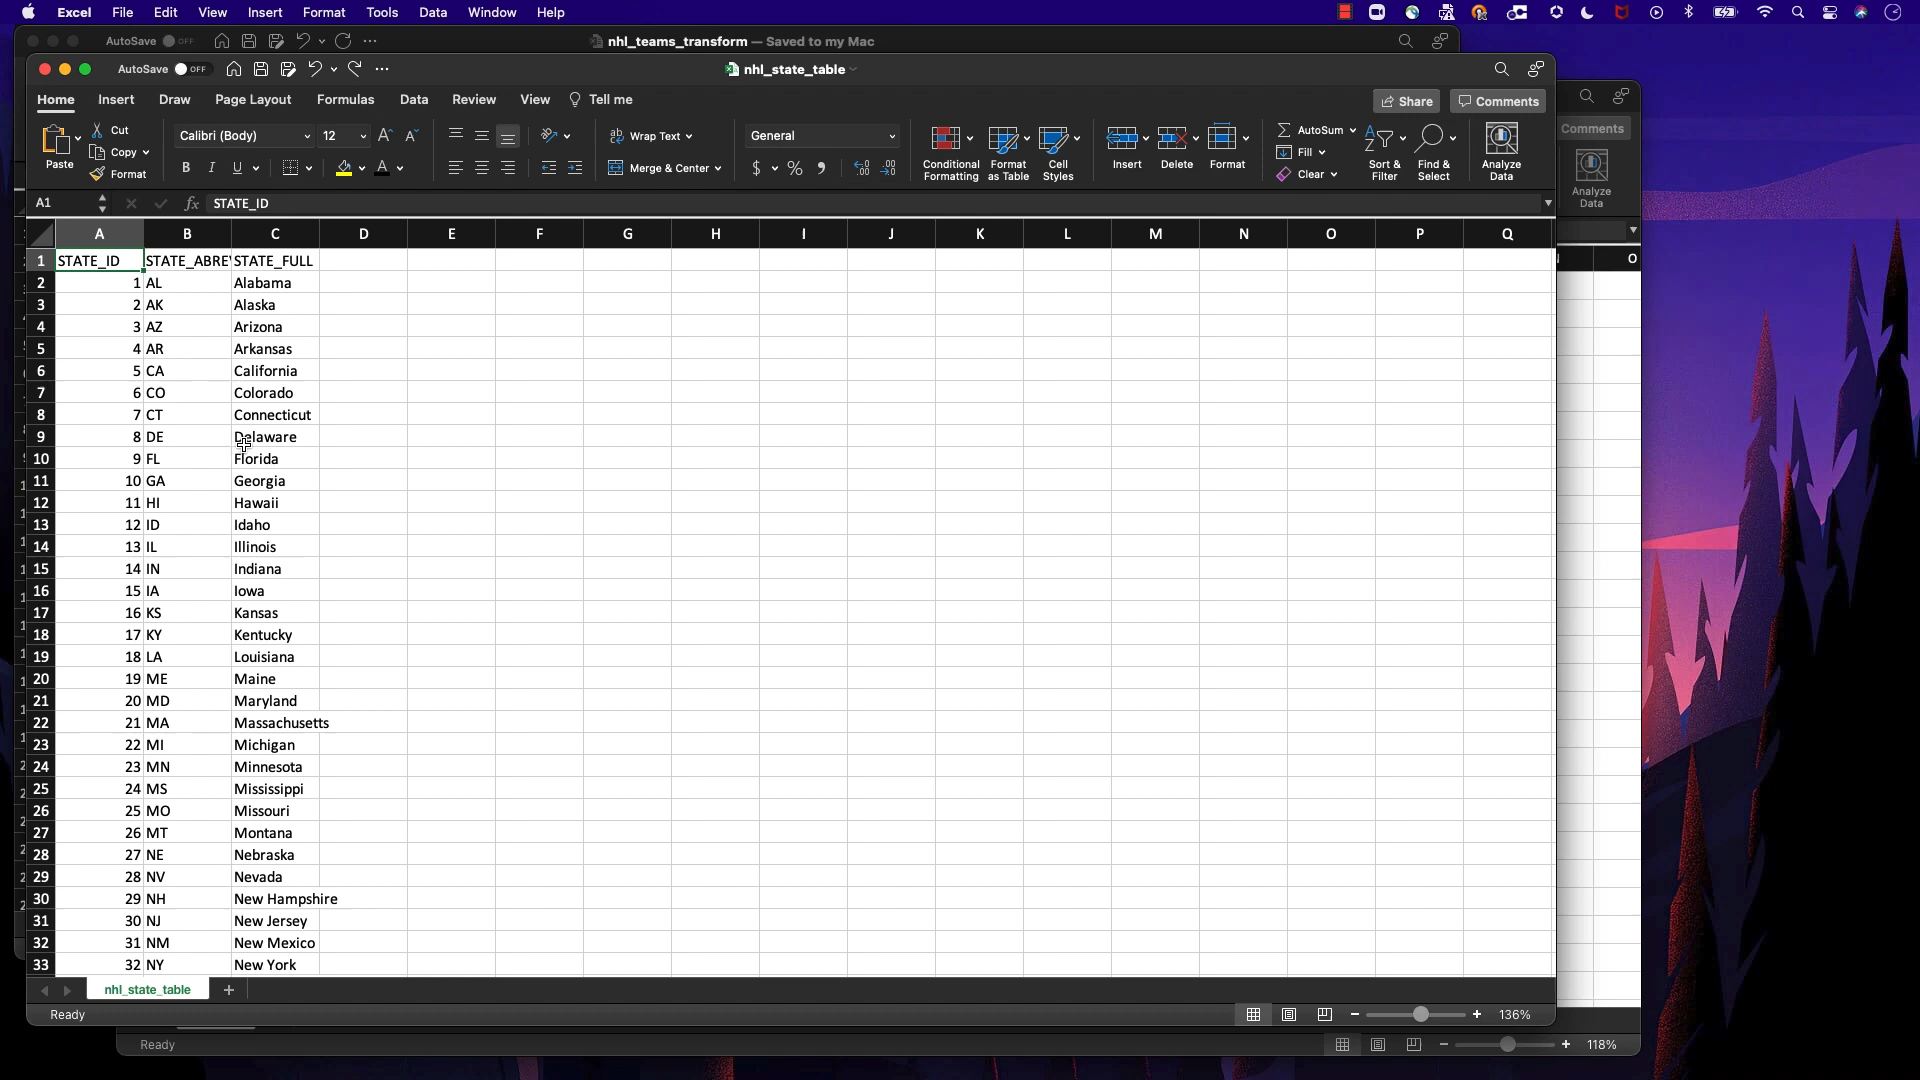 Excel File Edit View Insert Format Tools Data Window Help
AutoSave OFF nhl_teams_transform — Saved to my Mac
AutoSave OFF nhl_state_table
Home Insert Draw Page Layout Formulas Data Review View Tell me Share Comments
Comments
Paste Cut Copy Format
Calibri (Body) 12 A A
B I U A
Wrap Text
Merge & Center
General
$ % 9
Conditional Formatting Format as Table Cell Styles
Insert Delete Format
AutoSum Fill Clear
Sort & Filter Find & Select Analyze Data
Analyze Data
A1 fx STATE_ID
A B C D E F G H I J K L M N O P Q
O
1 STATE_ID STATE_ABRE STATE_FULL
2 1 AL Alabama
3 2 AK Alaska
4 3 AZ Arizona
5 4 AR Arkansas
6 5 CA California
7 6 CO Colorado
8 7 CT Connecticut
9 8 DE Delaware
10 9 FL Florida
11 10 GA Georgia
12 11 HI Hawaii
13 12 ID Idaho
14 13 IL Illinois
15 14 IN Indiana
16 15 IA Iowa
17 16 KS Kansas
18 17 KY Kentucky
19 18 LA Louisiana
20 19 ME Maine
21 20 MD Maryland
22 21 MA Massachusetts
23 22 MI Michigan
24 23 MN Minnesota
25 24 MS Mississippi
26 25 MO Missouri
27 26 MT Montana
28 27 NE Nebraska
29 28 NV Nevada
30 29 NH New Hampshire
31 30 NJ New Jersey
32 31 NM New Mexico
33 32 NY New York
nhl_state_table
Ready 136%
Ready 118%